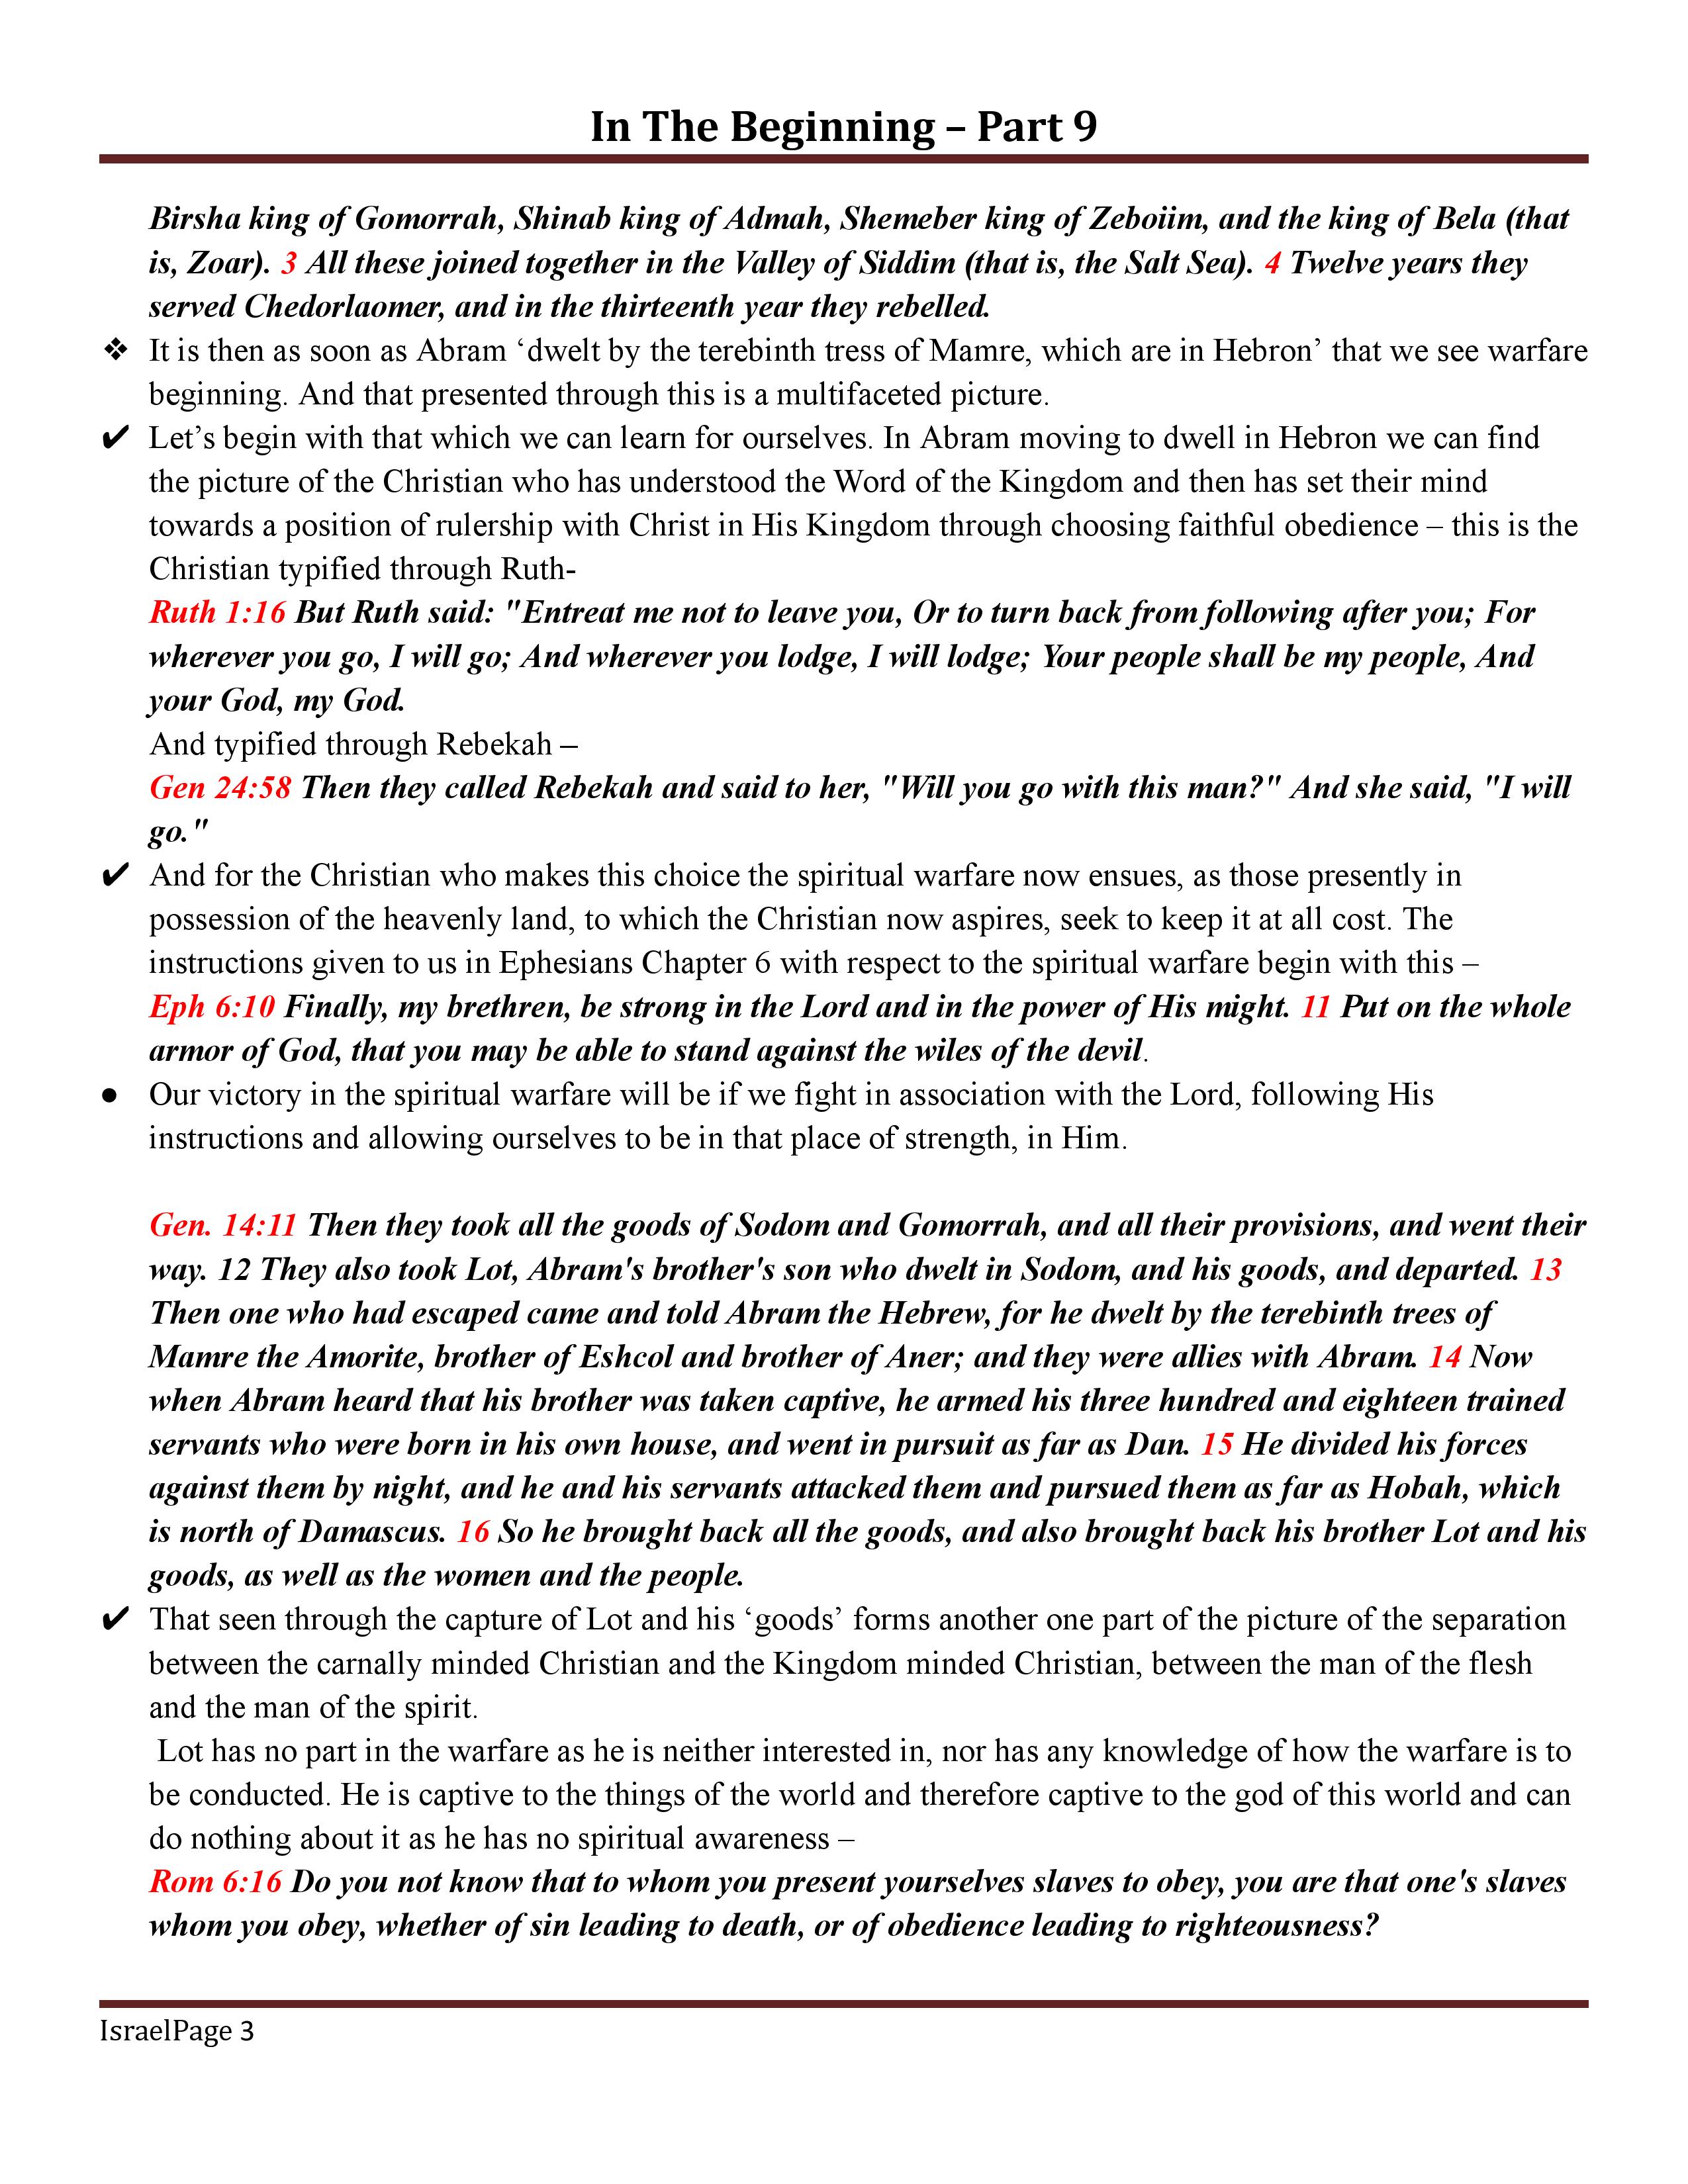 In The Beginning – Part 9
Birsha king of Gomorrah, Shinab king of Admah, Shemeber king of Zeboiim, and the king of Bela (that
is, Zoar). 3 All these joined together in the Valley of Siddim (that is, the Salt Sea). 4 Twelve years they
served Chedorlaomer, and in the thirteenth year they rebelled.
❖ It is then as soon as Abram ‘dwelt by the terebinth tress of Mamre, which are in Hebron’ that we see warfare
beginning. And that presented through this is a multifaceted picture.
✔ Let’s begin with that which we can learn for ourselves. In Abram moving to dwell in Hebron we can find
the picture of the Christian who has understood the Word of the Kingdom and then has set their mind
towards a position of rulership with Christ in His Kingdom through choosing faithful obedience – this is the
Christian typified through Ruth-
Ruth 1:16 But Ruth said: "Entreat me not to leave you, Or to turn back from following after you; For
wherever you go, I will go; And wherever you lodge, I will lodge; Your people shall be my people, And
your God, my God.
And typified through Rebekah –
Gen 24:58 Then they called Rebekah and said to her, "Will you go with this man?" And she said, "I will
go."
✔ And for the Christian who makes this choice the spiritual warfare now ensues, as those presently in
possession of the heavenly land, to which the Christian now aspires, seek to keep it at all cost. The
instructions given to us in Ephesians Chapter 6 with respect to the spiritual warfare begin with this –
Eph 6:10 Finally, my brethren, be strong in the Lord and in the power of His might. 11 Put on the whole
armor of God, that you may be able to stand against the wiles of the devil.
● Our victory in the spiritual warfare will be if we fight in association with the Lord, following His
instructions and allowing ourselves to be in that place of strength, in Him.
Gen. 14:11 Then they took all the goods of Sodom and Gomorrah, and all their provisions, and went their
way. 12 They also took Lot, Abram's brother's son who dwelt in Sodom, and his goods, and departed. 13
Then one who had escaped came and told Abram the Hebrew, for he dwelt by the terebinth trees of
Mamre the Amorite, brother of Eshcol and brother of Aner; and they were allies with Abram. 14 Now
when Abram heard that his brother was taken captive, he armed his three hundred and eighteen trained
servants who were born in his own house, and went in pursuit as far as Dan. 15 He divided his forces
against them by night, and he and his servants attacked them and pursued them as far as Hobah, which
is north of Damascus. 16 So he brought back all the goods, and also brought back his brother Lot and his
goods, as well as the women and the people.
✔ That seen through the capture of Lot and his ‘goods’ forms another one part of the picture of the separation
between the carnally minded Christian and the Kingdom minded Christian, between the man of the flesh
and the man of the spirit.
Lot has no part in the warfare as he is neither interested in, nor has any knowledge of how the warfare is to
be conducted. He is captive to the things of the world and therefore captive to the god of this world and can
do nothing about it as he has no spiritual awareness –
Rom 6:16 Do you not know that to whom you present yourselves slaves to obey, you are that one's slaves
whom you obey, whether of sin leading to death, or of obedience leading to righteousness?
IsraelPage 3